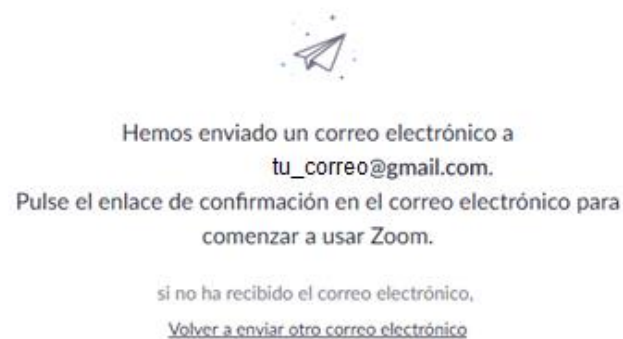 Hemos enviado un correo electrónico a
tu_correo@gmail.com.
Pulse el enlace de confirmación en el correo electrónico para
comenzar a usar Zoom.
si no ha recibido el correo electrónico,
Volver a enviar otro correo electrónico